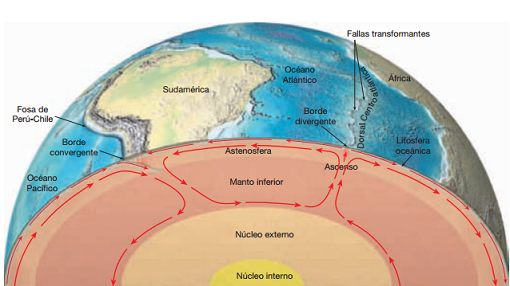 Fallas transformantes
Océano
Atlántico
África
Sudamérica
Dorsal Centroatlántica
Fosa de
Perú-Chile
Borde
divergente
Borde
convergente
Litosfera
oceánica
Astenosfera
Ascenso
Océano
Pacífico
Manto inferior
Núcleo externo
Núcleo interno